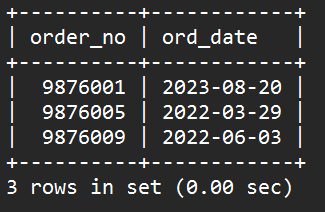 +----------+------------+
| order_no | ord_date   |
+----------+------------+
|  9876001 | 2023-08-20 |
|  9876005 | 2022-03-29 |
|  9876009 | 2022-06-03 |
+----------+------------+
3 rows in set (0.00 sec)